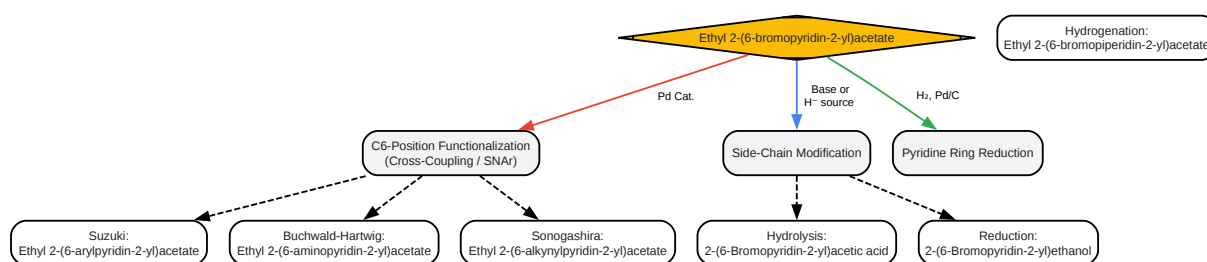 Ethyl 2-(6-bromopyridin-2-yl)acetate
Hydrogenation:
Ethyl 2-(6-bromopiperidin-2-yl)acetate
Pd Cat.
Base or
H⁻ source
H₂, Pd/C
C6-Position Functionalization
(Cross-Coupling / SNAr)
Side-Chain Modification
Pyridine Ring Reduction
Suzuki:
Ethyl 2-(6-arylpyridin-2-yl)acetate
Buchwald-Hartwig:
Ethyl 2-(6-aminopyridin-2-yl)acetate
Sonogashira:
Ethyl 2-(6-alkynylpyridin-2-yl)acetate
Hydrolysis:
2-(6-Bromopyridin-2-yl)acetic acid
Reduction:
2-(6-Bromopyridin-2-yl)ethanol